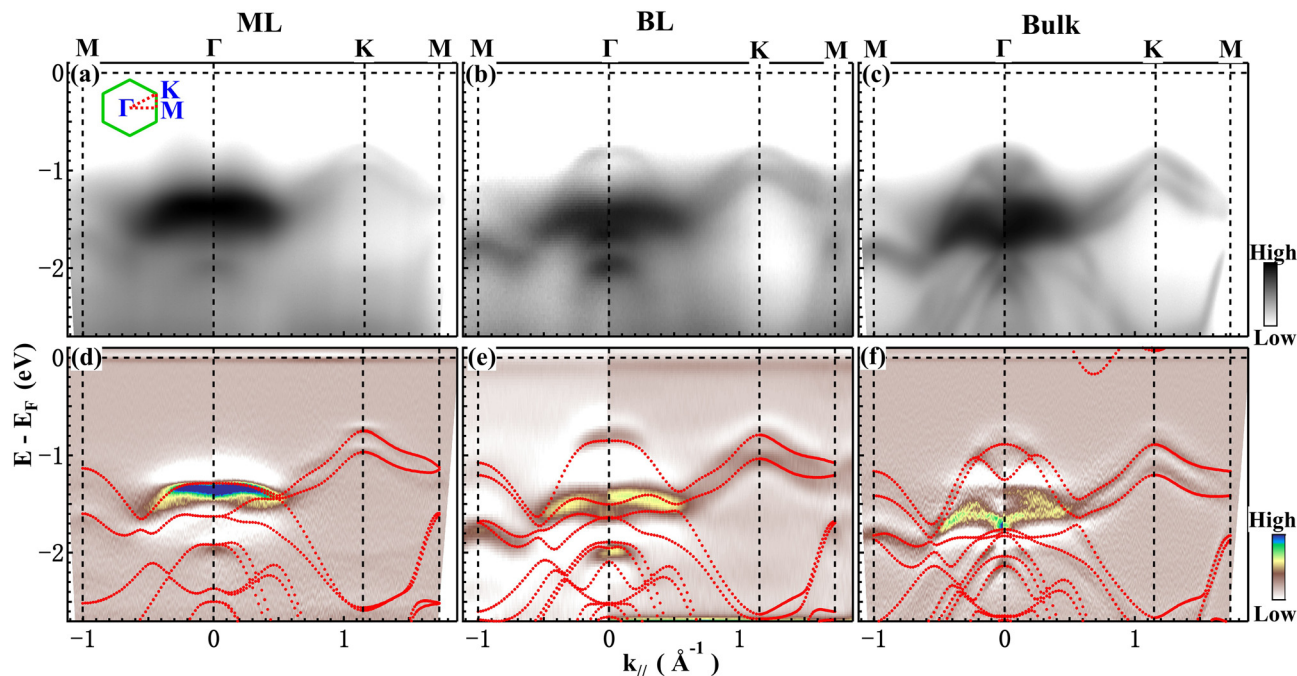 ML BL Bulk
M Γ K M M Γ K M M Γ K M
(a) (b) (c)
0 -1 -2
K
Γ
M
High
Low
(d) (e) (f)
0 -1 -2
E - E_F (eV)
High
Low
-1 0 1 -1 0 1 -1 0 1
k_// ( Å^-1 )